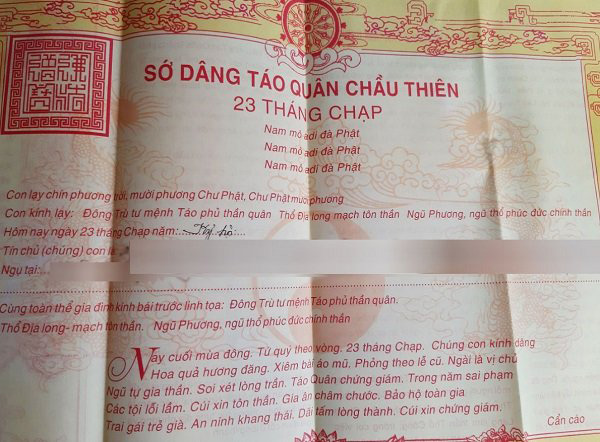 SỚ DÂNG TÁO QUÂN CHẦU THIÊN
23 THÁNG CHẠP
Nam mô adi đà Phật
Nam mô adi đà Phật
Nam mô adi đà Phật
Con lạy chín phương trời, mười phương Chư Phật, Chư Phật mười phương
Con kính lạy: Đông Trù tư mệnh Táo phủ thần quân Thổ Địa long mạch tôn thần Ngũ Phương, ngũ thổ phúc đức chính thần
Hôm nay ngày 23 tháng Chạp năm:
Tín chủ (chúng) con là
Ngụ tại:
Cùng toàn thể gia đình kính bái trước linh tọa: Đông Trù tư mệnh Táo phủ thần quân.
Thổ Địa long- mạch tôn thần. Ngũ Phương, ngũ thổ phúc đức chính thần
Nay cuối mùa đông. Tứ quý theo vòng. 23 tháng Chạp. Chúng con kính dâng
Hoa quả hương đăng. Xiêm bài áo mũ. Phỏng theo lễ cũ. Ngài là vị chủ
Ngũ tự gia thần. Soi xét lòng trần. Táo Quân chứng giám. Trong năm sai phạm
Các tội lỗi lầm. Cúi xin tôn thần. Gia ân châm chước. Bảo hộ toàn gia
Trai gái trẻ già. An ninh khang thái. Dãi tấm lòng thành. Cúi xin chứng giám.
Cẩn cáo